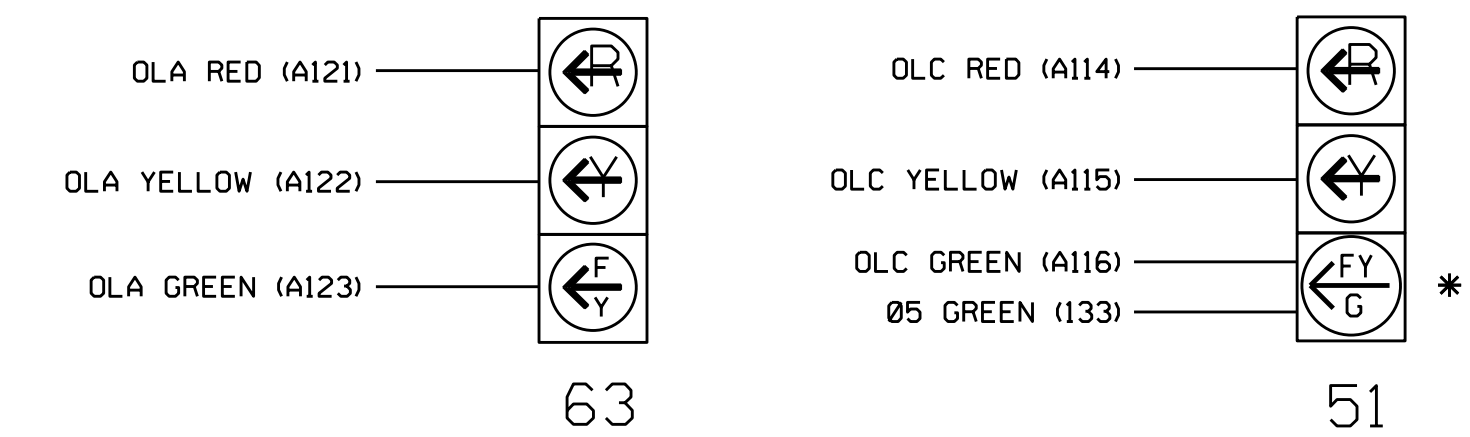 OLA RED (A121)
R
OLA YELLOW (A122)
Y
OLA GREEN (A123)
F
Y
63
OLC RED (A114)
R
OLC YELLOW (A115)
Y
OLC GREEN (A116)
Ø5 GREEN (133)
FY
G
*
51